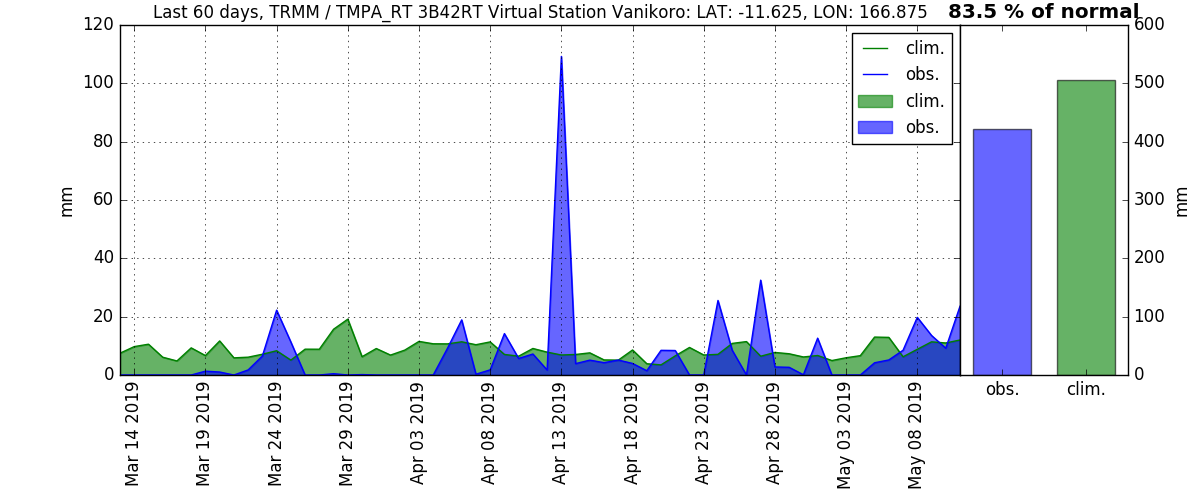 Last 60 days, TRMM / TMPA_RT 3B42RT Virtual Station Vanikoro: LAT: -11.625, LON: 166.875 83.5 % of normal
120
100
80
60
40
20
0
mm
clim.
obs.
clim.
obs.
600
500
400
300
200
100
0
mm
Mar 14 2019
Mar 19 2019
Mar 24 2019
Mar 29 2019
Apr 03 2019
Apr 08 2019
Apr 13 2019
Apr 18 2019
Apr 23 2019
Apr 28 2019
May 03 2019
May 08 2019
obs.
clim.